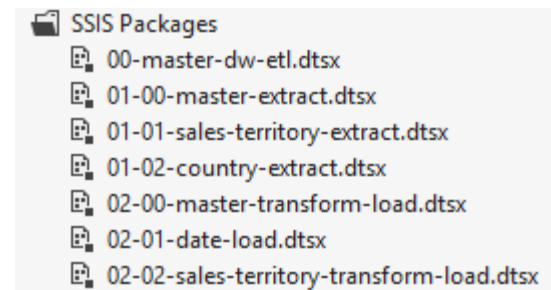 SSIS Packages
00-master-dw-etl.dtsx
01-00-master-extract.dtsx
01-01-sales-territory-extract.dtsx
01-02-country-extract.dtsx
02-00-master-transform-load.dtsx
02-01-date-load.dtsx
02-02-sales-territory-transform-load.dtsx